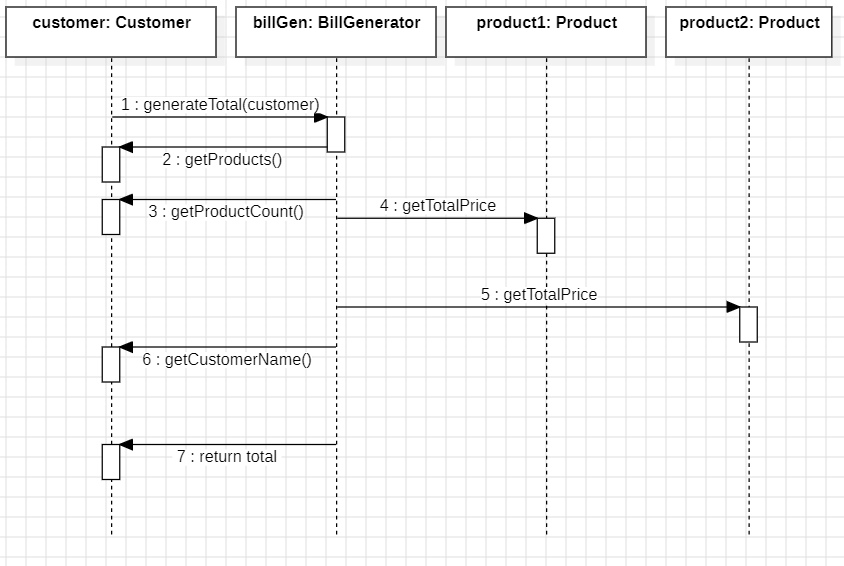 customer: Customer
billGen: BillGenerator
product1: Product
product2: Product
1 : generateTotal(customer)
2 : getProducts()
3 : getProductCount()
4 : getTotalPrice
5 : getTotalPrice
6 : getCustomerName()
7 : return total